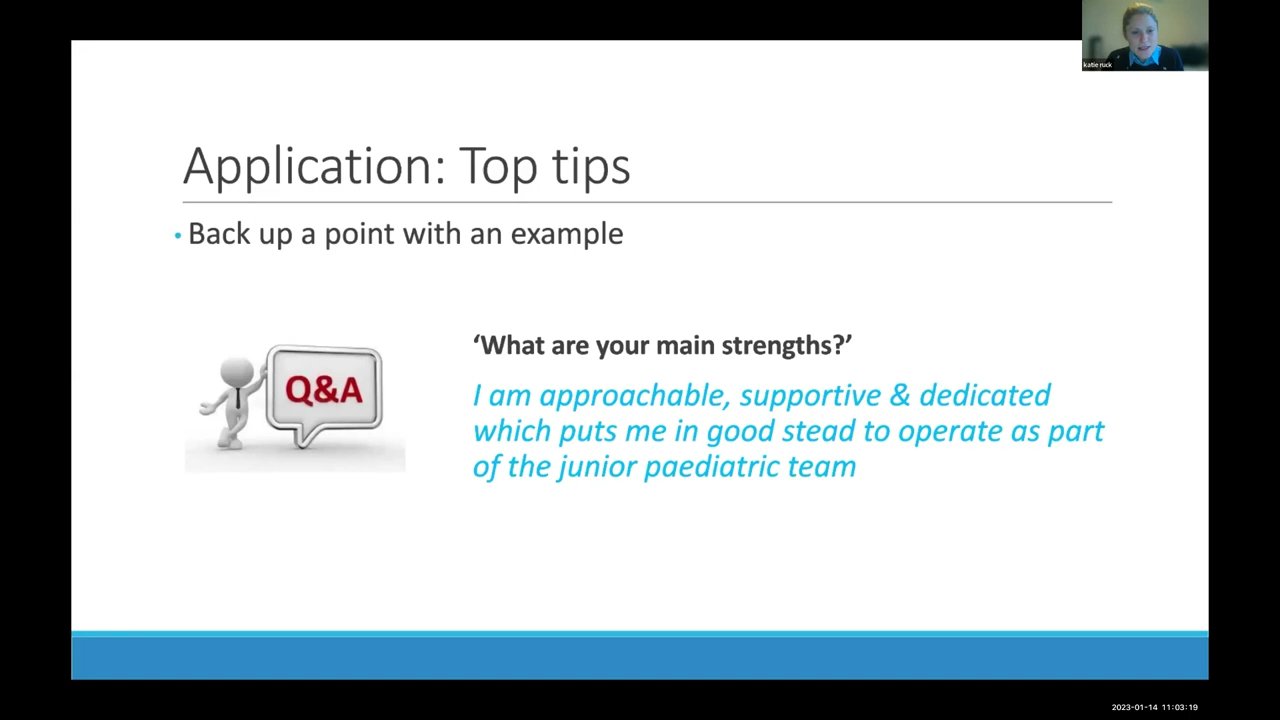 katie ruck
Application: Top tips
• Back up a point with an example
Q&A
‘What are your main strengths?’
I am approachable, supportive & dedicated
which puts me in good stead to operate as part
of the junior paediatric team
2023-01-14 11:03:19